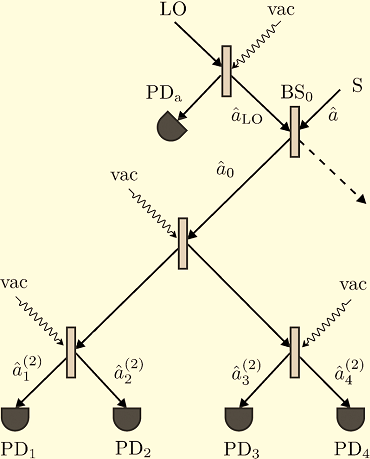 LO
vac
PDₐ
BS₀
S
â_LO
â
â₀
vac
vac
vac
â₁⁽²⁾
â₂⁽²⁾
â₃⁽²⁾
â₄⁽²⁾
PD₁
PD₂
PD₃
PD₄